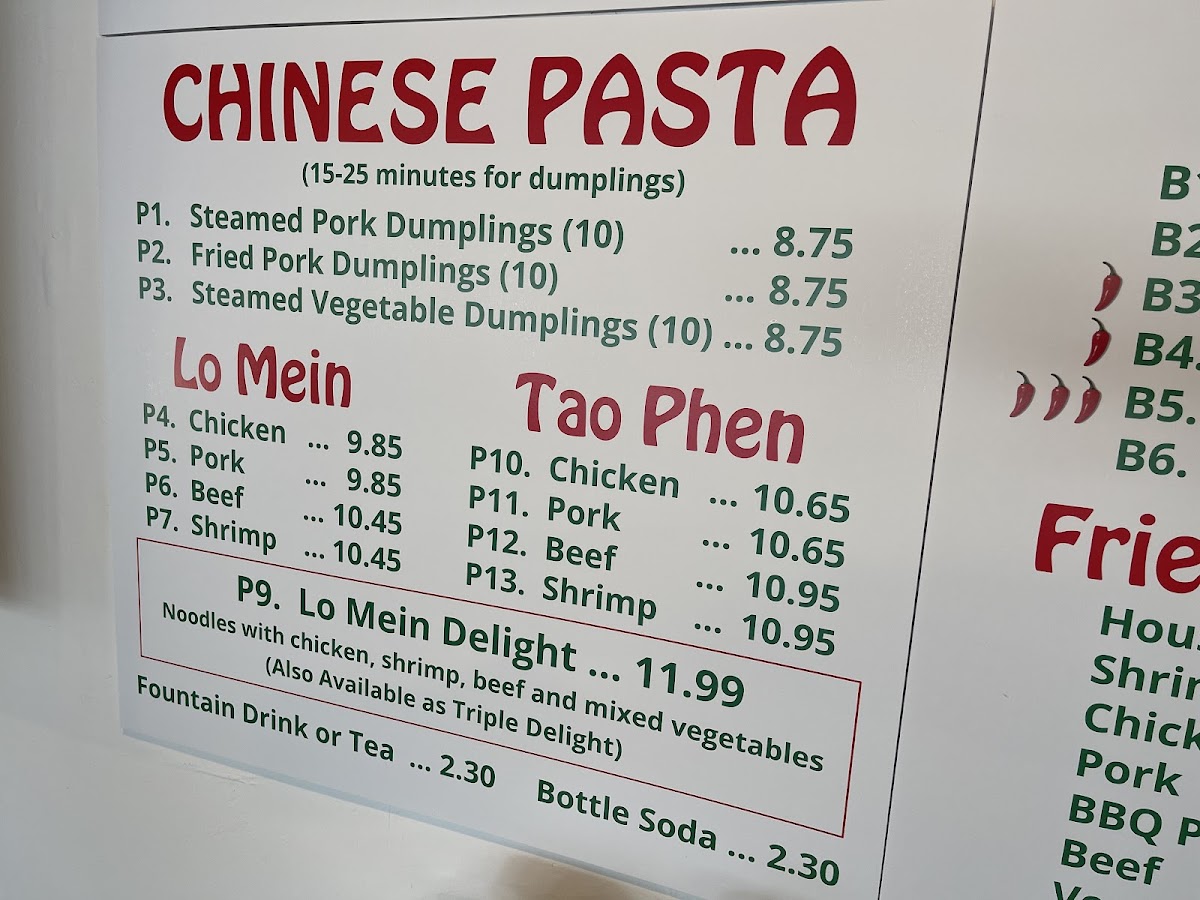 CHINESE PASTA
(15-25 minutes for dumplings)
P1. Steamed Pork Dumplings (10) ... 8.75
P2. Fried Pork Dumplings (10) ... 8.75
P3. Steamed Vegetable Dumplings (10) ... 8.75
Lo Mein
P4. Chicken ... 9.85
P5. Pork ... 9.85
P6. Beef ... 10.45
P7. Shrimp ... 10.45
Tao Phen
P10. Chicken ... 10.65
P11. Pork ... 10.65
P12. Beef ... 10.95
P13. Shrimp ... 10.95
P9. Lo Mein Delight ... 11.99
Noodles with chicken, shrimp, beef and mixed vegetables
(Also Available as Triple Delight)
Fountain Drink or Tea ... 2.30 Bottle Soda ... 2.30
B3
B4.
B5.
B6.
Pork
BBQ
Beef